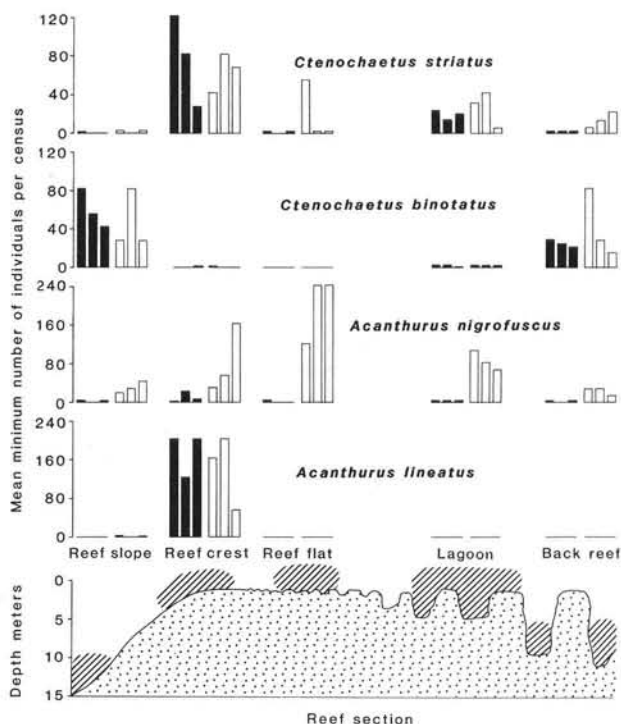 Mean minimum number of individuals per census
120
80
40
0
Ctenochaetus striatus
120
80
40
0
Ctenochaetus binotatus
240
160
80
0
Acanthurus nigrofuscus
240
160
80
0
Acanthurus lineatus
Reef slope Reef crest Reef flat Lagoon Back reef
Depth meters
0
5
10
15
Reef section